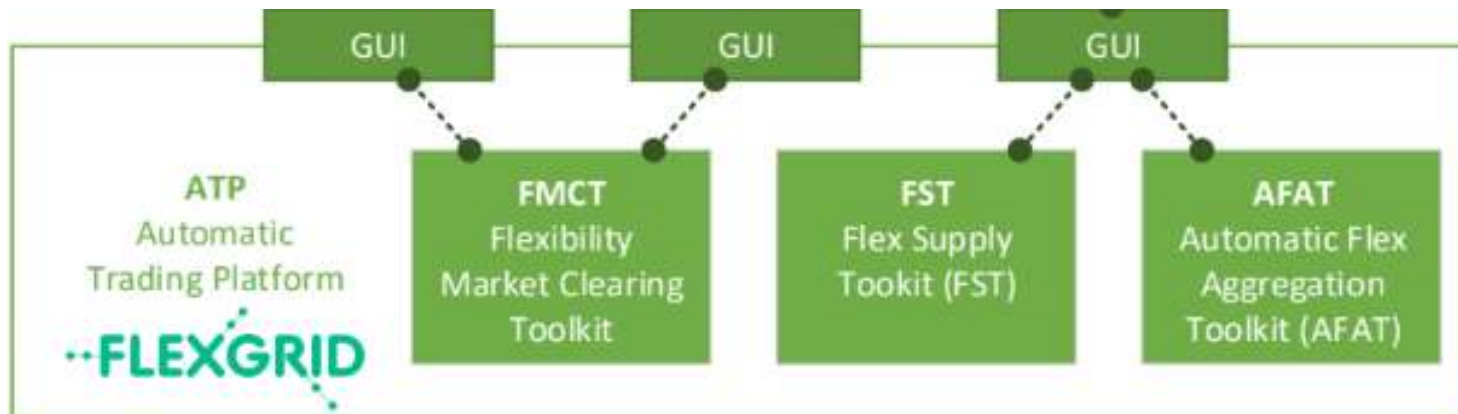 GUI
GUI
GUI
ATP
Automatic
Trading Platform
FLEXGRID
FMCT
Flexibility
Market Clearing
Toolkit
FST
Flex Supply
Tookit (FST)
AFAT
Automatic Flex
Aggregation
Toolkit (AFAT)